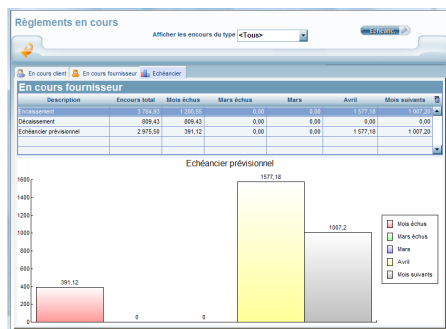 Règlements en cours
Afficher les encours du type <Tous>
Echéanc.
En cours client En cours fournisseur Echéancier
En cours fournisseur
Description Encours total Mois échus Mars échus Mars Avril Mois suivants
Encaissement 3 784,93 1 200,55 0,00 0,00 1 577,18 1 007,20
Décaissement 809,43 809,43 0,00 0,00 0,00 0,00
Echéancier prévisionnel 2 975,50 391,12 0,00 0,00 1 577,18 1 007,20
Echéancier prévisionnel
1600
1400
1200
1000
800
600
400
200
0
391,12
0
0
1577,18
1007,2
Mois échus
Mars échus
Mars
Avril
Mois suivants